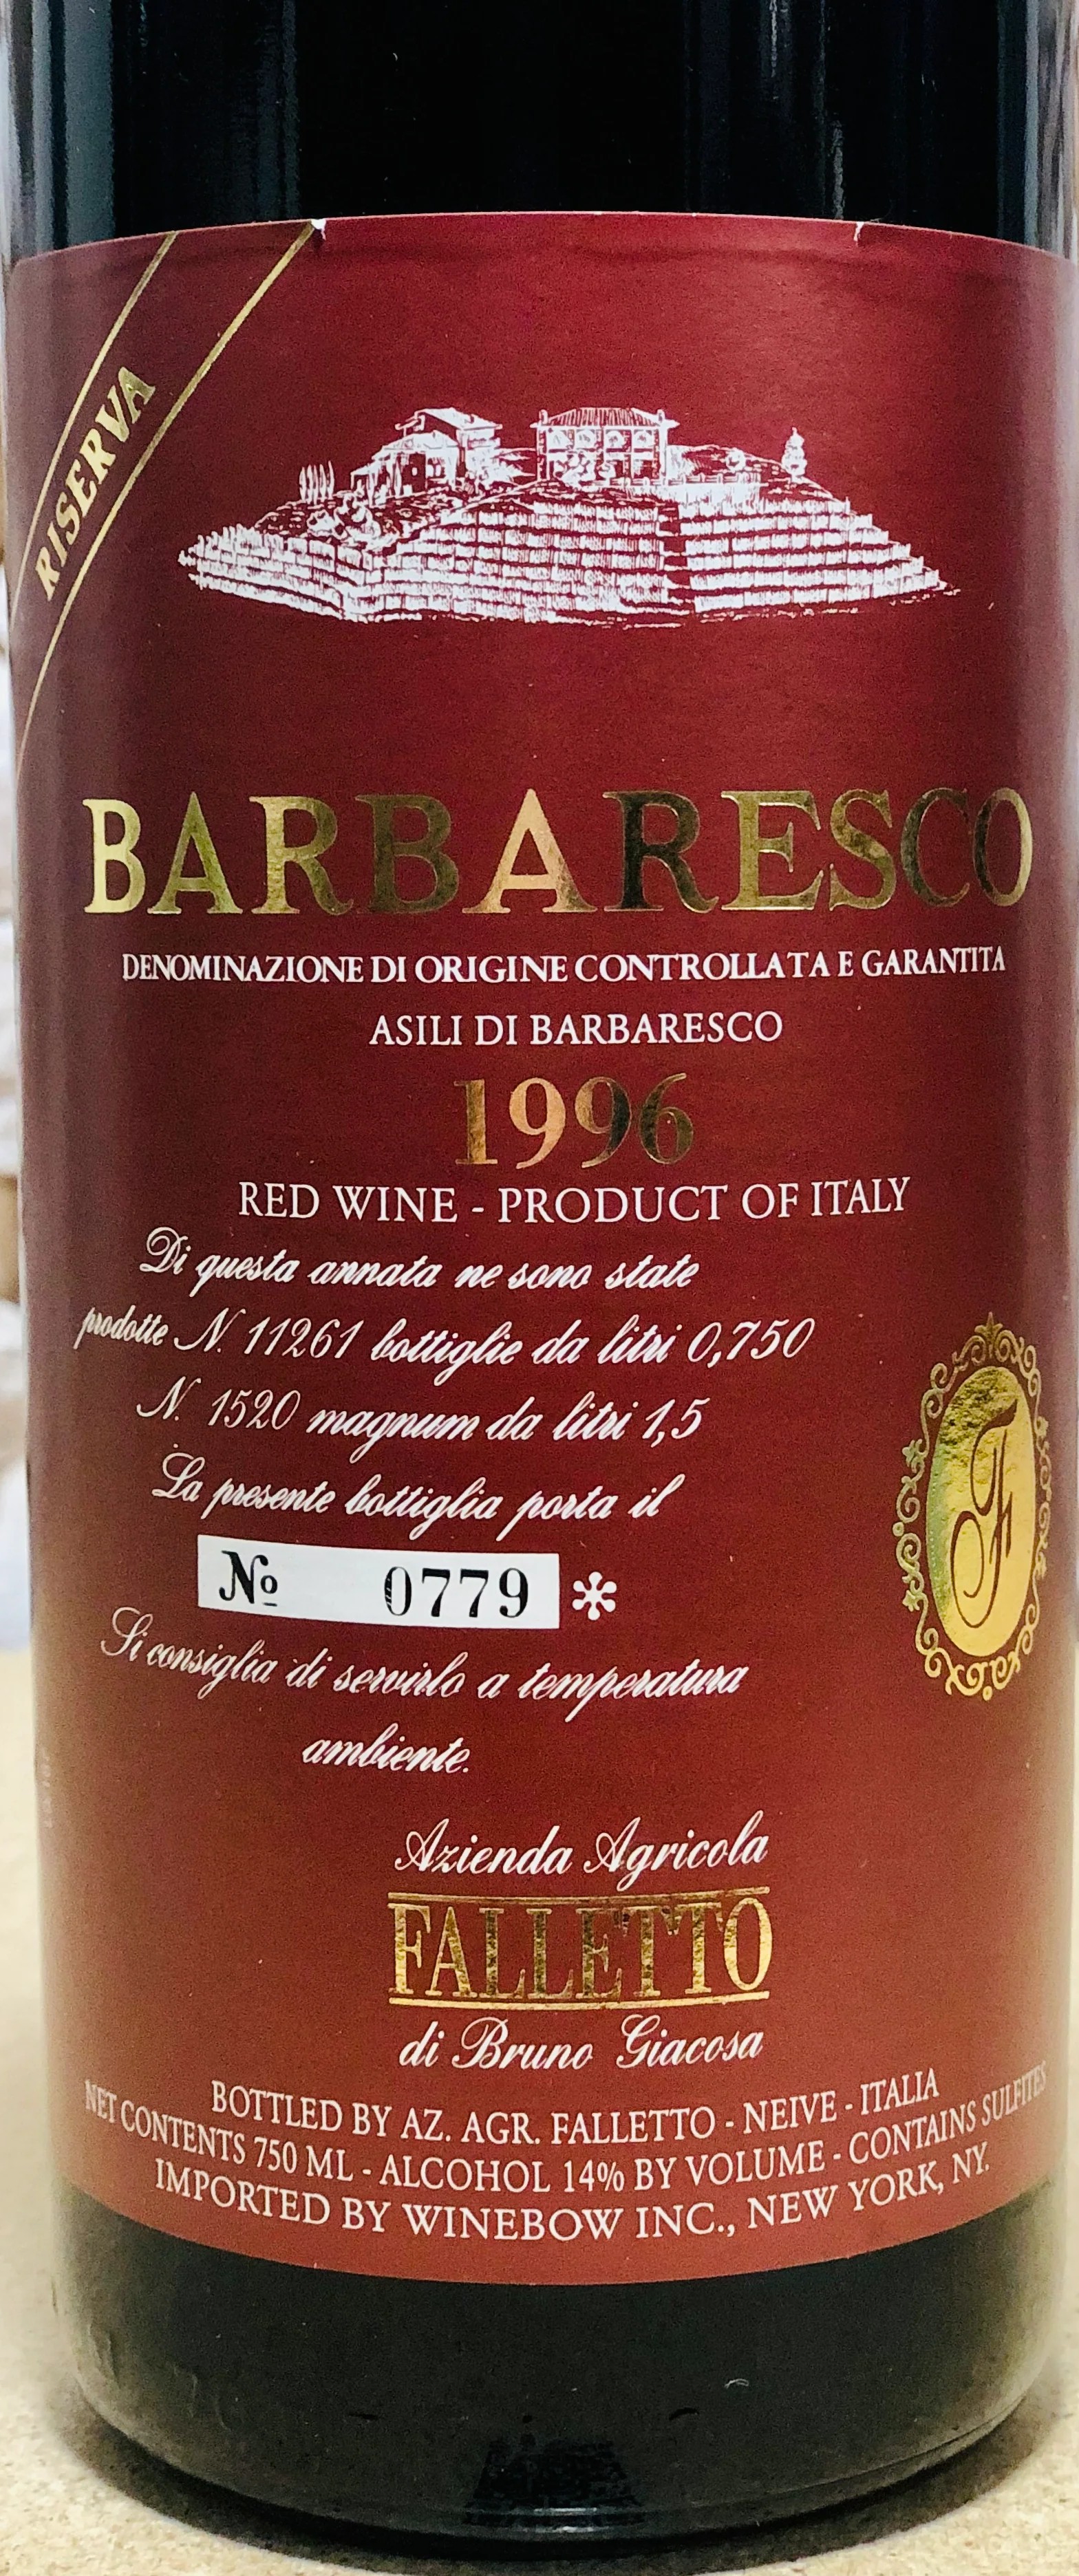 RISERVA
BARBARESCO
DENOMINAZIONE DI ORIGINE CONTROLLATA E GARANTITA
ASILI DI BARBARESCO
1996
RED WINE - PRODUCT OF ITALY
Di questa annata ne sono state
prodotte N. 11261 bottiglie da litri 0,750
N. 1520 magnum da litri 1,5
La presente bottiglia porta il
№ 0779 *
Si consiglia di servirlo a temperatura
ambiente.
F
Azienda Agricola
FALLETTO
di Bruno Giacosa
BOTTLED BY AZ. AGR. FALLETTO - NEIVE - ITALIA
NET CONTENTS 750 ML - ALCOHOL 14% BY VOLUME - CONTAINS SULFITES
IMPORTED BY WINEBOW INC., NEW YORK, NY.